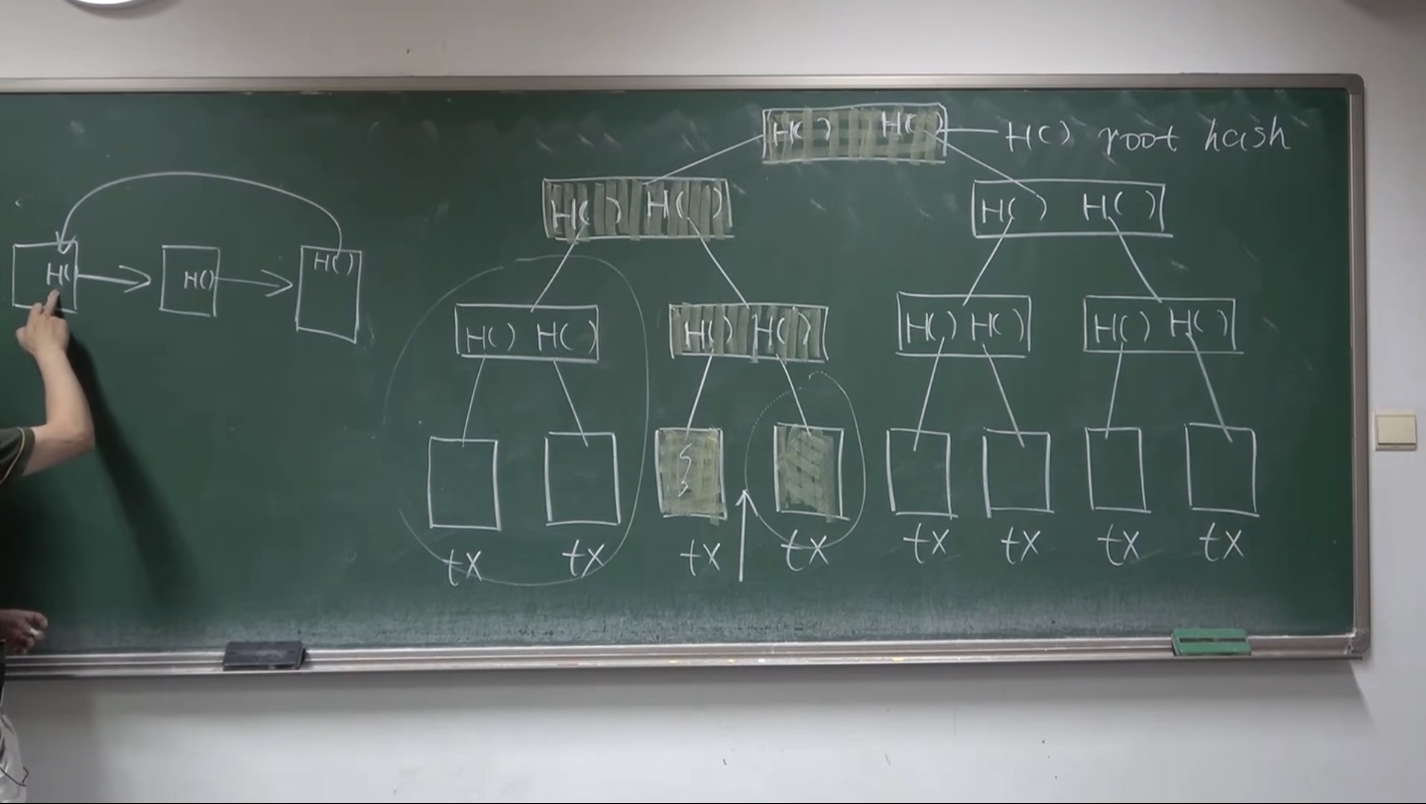 H( ) H( ) H( ) root hash
H( ) H( ) H( ) H( )
H( H( ) H( )
H( ) H( ) H( ) H( ) H( ) H( ) H( ) H( )
tx tx tx tx tx tx tx tx